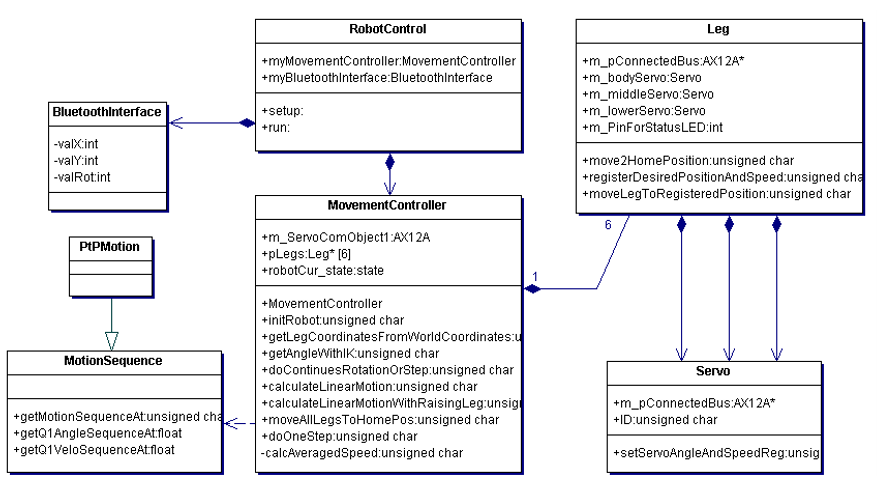 RobotControl
+myMovementController:MovementController
+myBluetoothInterface:BluetoothInterface
+setup:
+run:
Leg
+m_pConnectedBus:AX12A*
+m_bodyServo:Servo
+m_middleServo:Servo
+m_lowerServo:Servo
+m_PinForStatusLED:int
+move2HomePosition:unsigned char
+registerDesiredPositionAndSpeed:unsigned cha
+moveLegToRegisteredPosition:unsigned char
BluetoothInterface
-valX:int
-valY:int
-valRot:int
MovementController
+m_ServoComObject1:AX12A
+pLegs:Leg* [6]
+robotCur_state:state
+MovementController
+initRobot:unsigned char
+getLegCoordinatesFromWorldCoordinates:u
+getAngleWithIK:unsigned char
+doContinuesRotationOrStep:unsigned char
+calculateLinearMotion:unsigned char
+calculateLinearMotionWithRaisingLeg:unsig
+moveAllLegsToHomePos:unsigned char
+doOneStep:unsigned char
-calcAveragedSpeed:unsigned char
6
1
PtPMotion
MotionSequence
+getMotionSequenceAt:unsigned cha
+getQ1AngleSequenceAt:float
+getQ1VeloSequenceAt:float
Servo
+m_pConnectedBus:AX12A*
+ID:unsigned char
+setServoAngleAndSpeedReg:unsig